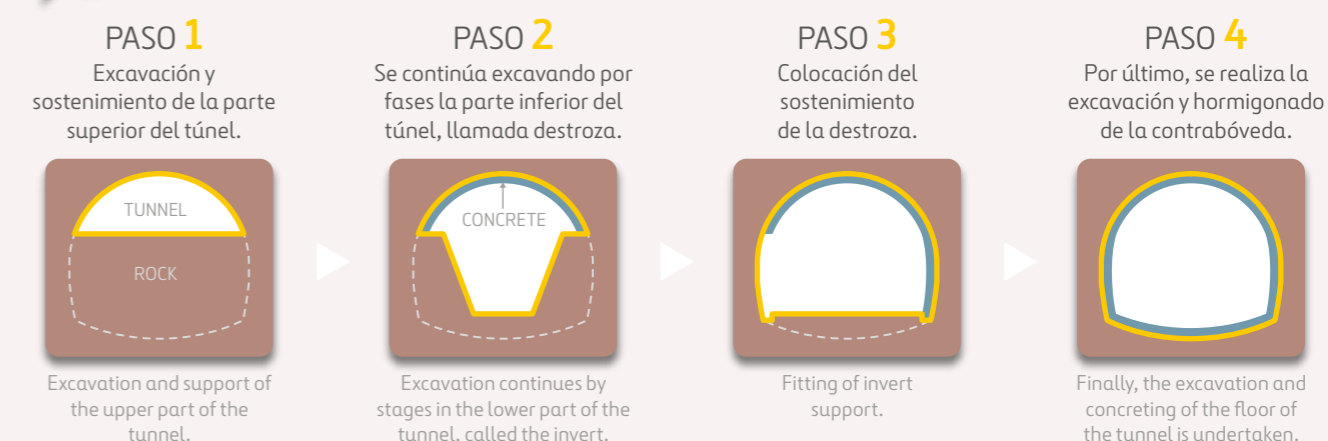 PASO 1
Excavación y
sostenimiento de la parte
superior del túnel.
TUNNEL
ROCK
Excavation and support of
the upper part of the
tunnel.
PASO 2
Se continúa excavando por
fases la parte inferior del
túnel, llamada destroza.
CONCRETE
Excavation continues by
stages in the lower part of the
tunnel, called the invert.
PASO 3
Colocación del
sostenimiento
de la destroza.
Fitting of invert
support.
PASO 4
Por último, se realiza la
excavación y hormigonado
de la contrabóveda.
Finally, the excavation and
concreting of the floor of
the tunnel is undertaken.